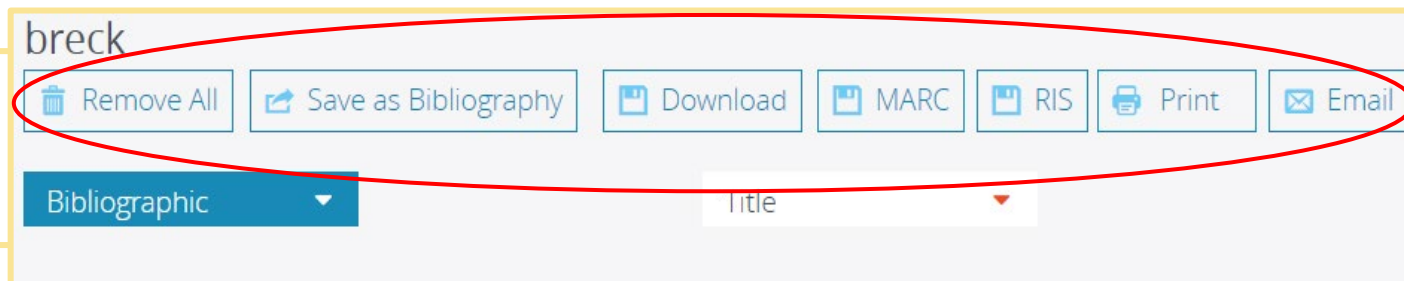 breck
Remove All Save as Bibliography Download MARC RIS Print Email
Bibliographic Title